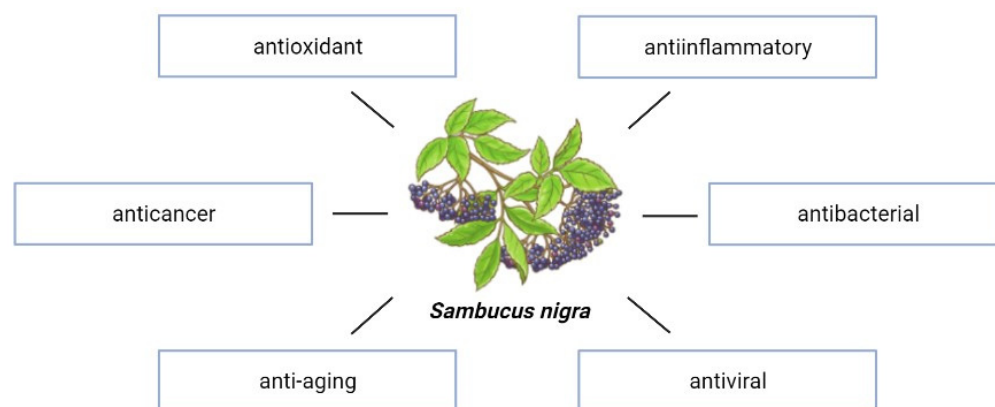 antioxidant
antiinflammatory
anticancer
antibacterial
Sambucus nigra
anti-aging
antiviral